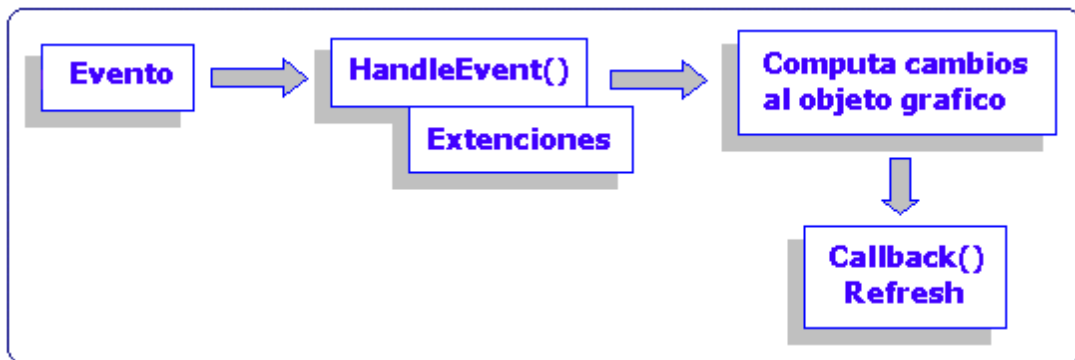 Evento
HandleEvent()
Extenciones
Computa cambios
al objeto grafico
Callback()
Refresh